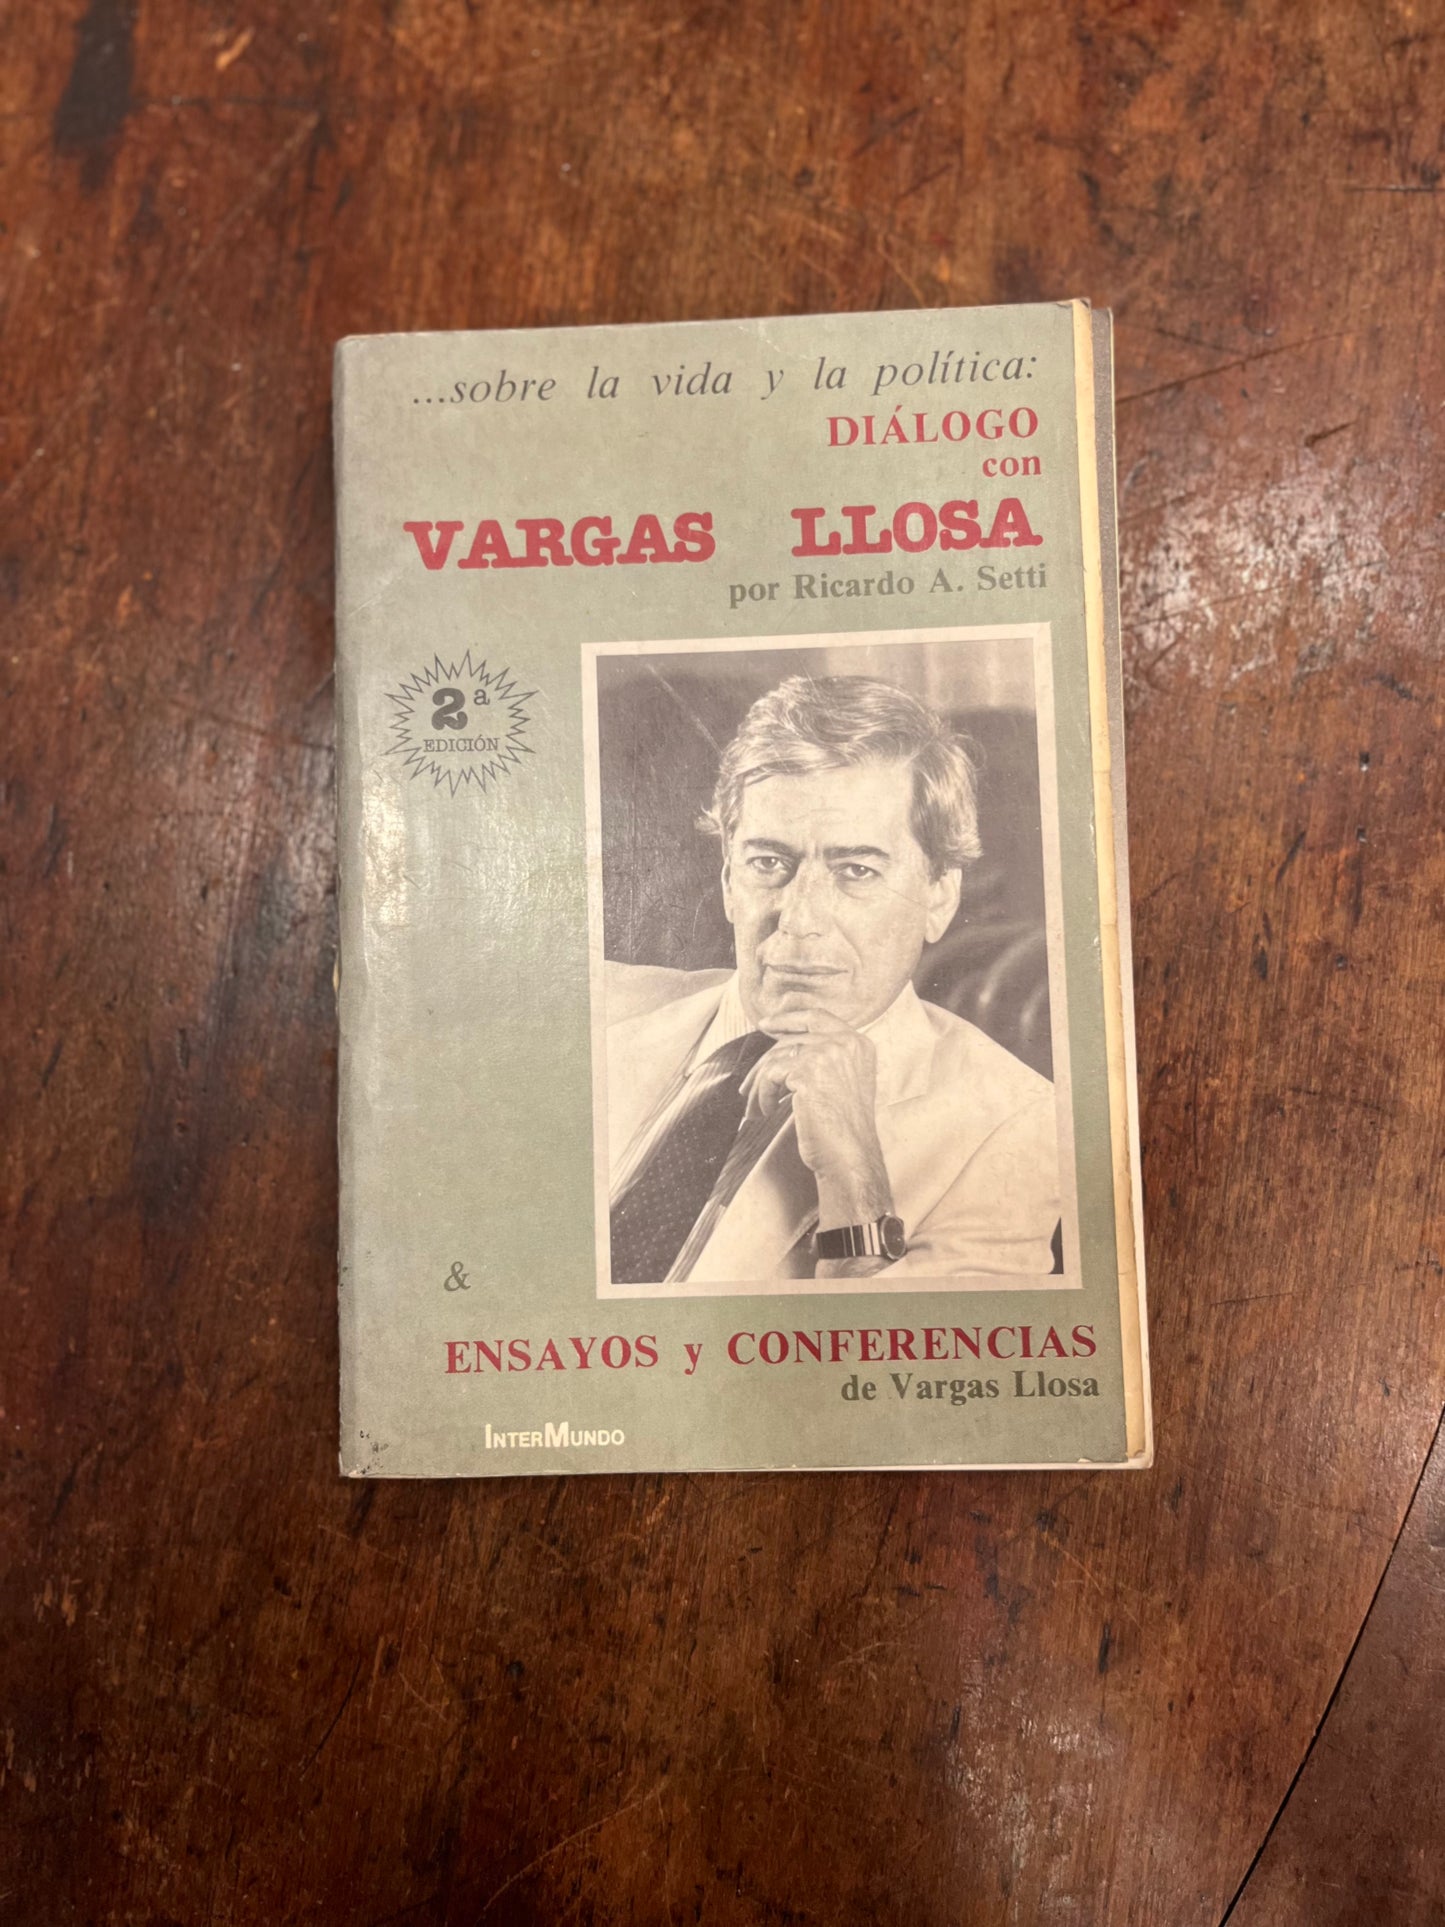 ...sobre la vida y la política:
DIÁLOGO
con
VARGAS LLOSA
por Ricardo A. Setti
2ª
EDICIÓN
&
ENSAYOS y CONFERENCIAS
de Vargas Llosa
INTERMUNDO